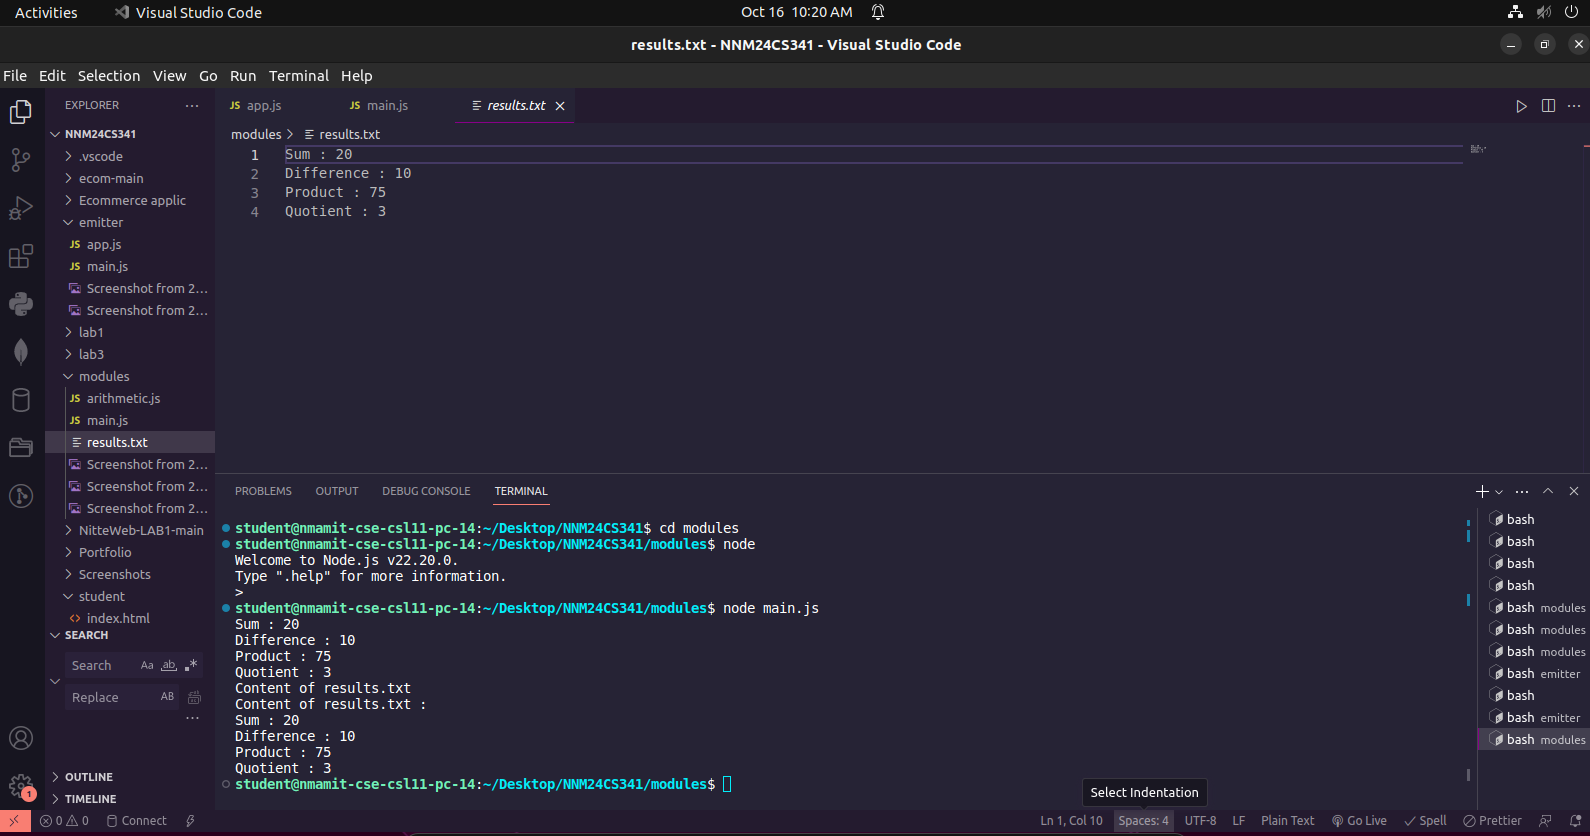 Activities Visual Studio Code Oct 16 10:20 AM
results.txt - NNM24CS341 - Visual Studio Code
File Edit Selection View Go Run Terminal Help
EXPLORER
NNM24CS341
.vscode
ecom-main
Ecommerce applic
emitter
JS app.js
JS main.js
Screenshot from 2...
Screenshot from 2...
lab1
lab3
modules
JS arithmetic.js
JS main.js
results.txt
Screenshot from 2...
Screenshot from 2...
Screenshot from 2...
NitteWeb-LAB1-main
Portfolio
Screenshots
student
<> index.html
SEARCH
Search Aa ab .*
Replace AB
OUTLINE
TIMELINE
JS app.js JS main.js results.txt
modules > results.txt
1 Sum : 20
2 Difference : 10
3 Product : 75
4 Quotient : 3
PROBLEMS OUTPUT DEBUG CONSOLE TERMINAL
student@nmamit-cse-csl11-pc-14:~/Desktop/NNM24CS341$ cd modules
student@nmamit-cse-csl11-pc-14:~/Desktop/NNM24CS341/modules$ node
Welcome to Node.js v22.20.0.
Type ".help" for more information.
>
student@nmamit-cse-csl11-pc-14:~/Desktop/NNM24CS341/modules$ node main.js
Sum : 20
Difference : 10
Product : 75
Quotient : 3
Content of results.txt
Content of results.txt :
Sum : 20
Difference : 10
Product : 75
Quotient : 3
student@nmamit-cse-csl11-pc-14:~/Desktop/NNM24CS341/modules$
bash
bash
bash
bash
bash modules
bash modules
bash modules
bash emitter
bash
bash emitter
bash modules
Select Indentation
1
0 0 Connect Ln 1, Col 10 Spaces: 4 UTF-8 LF Plain Text Go Live Spell Prettier